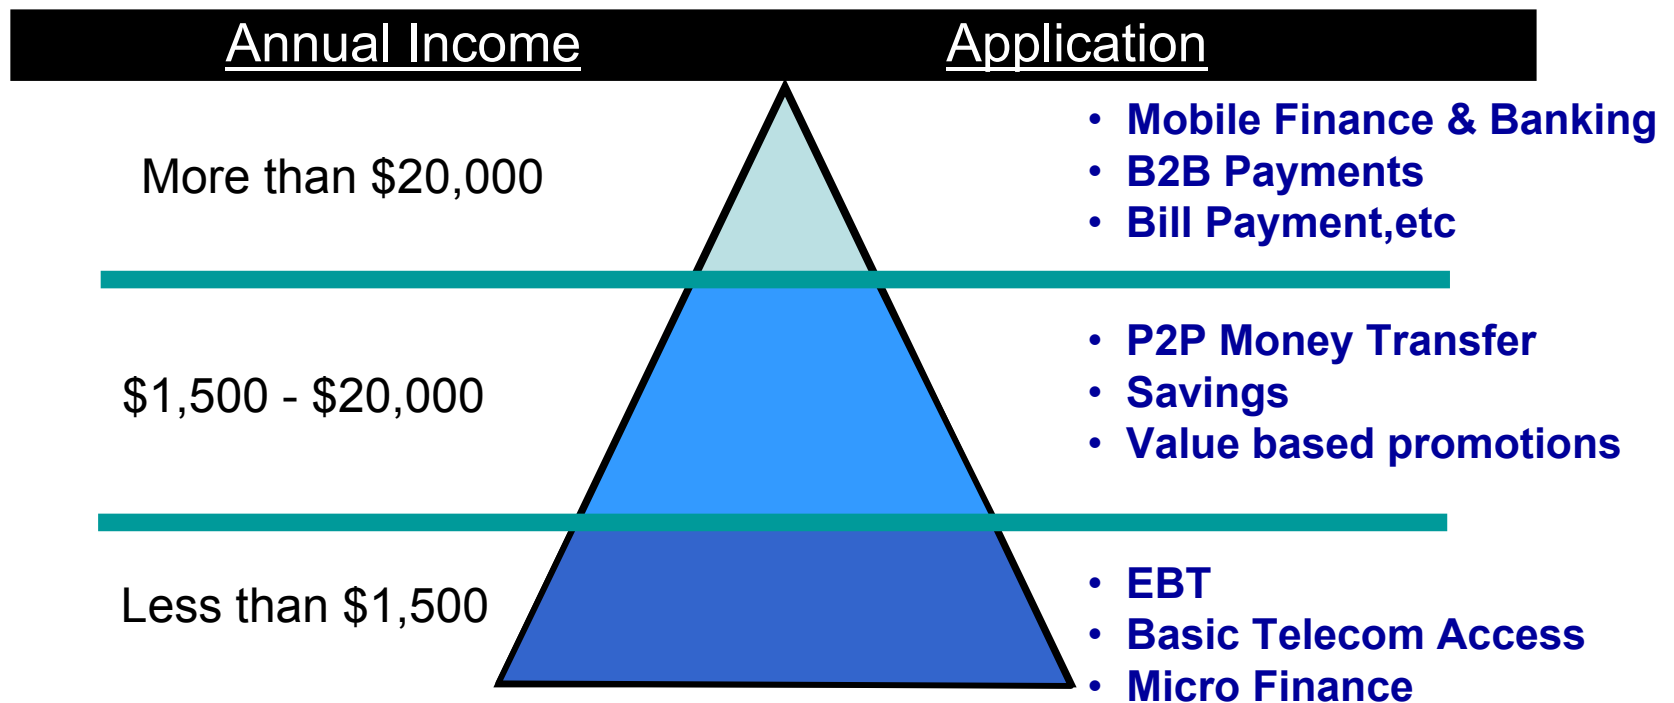 Annual Income Application
More than $20,000
• Mobile Finance & Banking
• B2B Payments
• Bill Payment,etc
$1,500 - $20,000
• P2P Money Transfer
• Savings
• Value based promotions
Less than $1,500
• EBT
• Basic Telecom Access
• Micro Finance